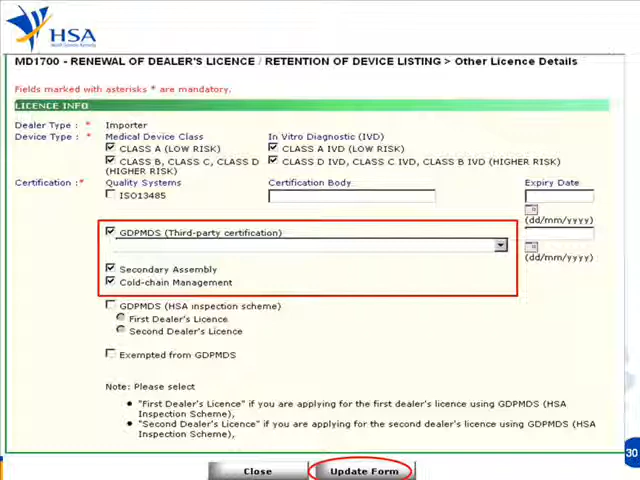 HSA
MD1700 - RENEWAL OF DEALER'S LICENCE / RETENTION OF DEVICE LISTING > Other Licence Details
Fields marked with asterisks * are mandatory.
LICENCE INFO
Dealer Type : * Importer
Device Type : * Medical Device Class In Vitro Diagnostic (IVD)
CLASS A (LOW RISK) CLASS A IVD (LOW RISK)
CLASS B, CLASS C, CLASS D CLASS D IVD, CLASS C IVD, CLASS B IVD (HIGHER RISK)
(HIGHER RISK)
Certification :* Quality Systems Certification Body Expiry Date
ISO13485
(dd/mm/yyyy)
GDPMDS (Third-party certification)
(dd/mm/yyyy)
Secondary Assembly
Cold-chain Management
GDPMDS (HSA inspection scheme)
First Dealer's Licence
Second Dealer's Licence
Exempted from GDPMDS
Note: Please select
• "First Dealer's Licence" if you are applying for the first dealer's licence using GDPMDS (HSA
Inspection Scheme),
• "Second Dealer's Licence" if you are applying for the second dealer's licence using GDPMDS (HSA
Inspection Scheme),
30
Close Update Form